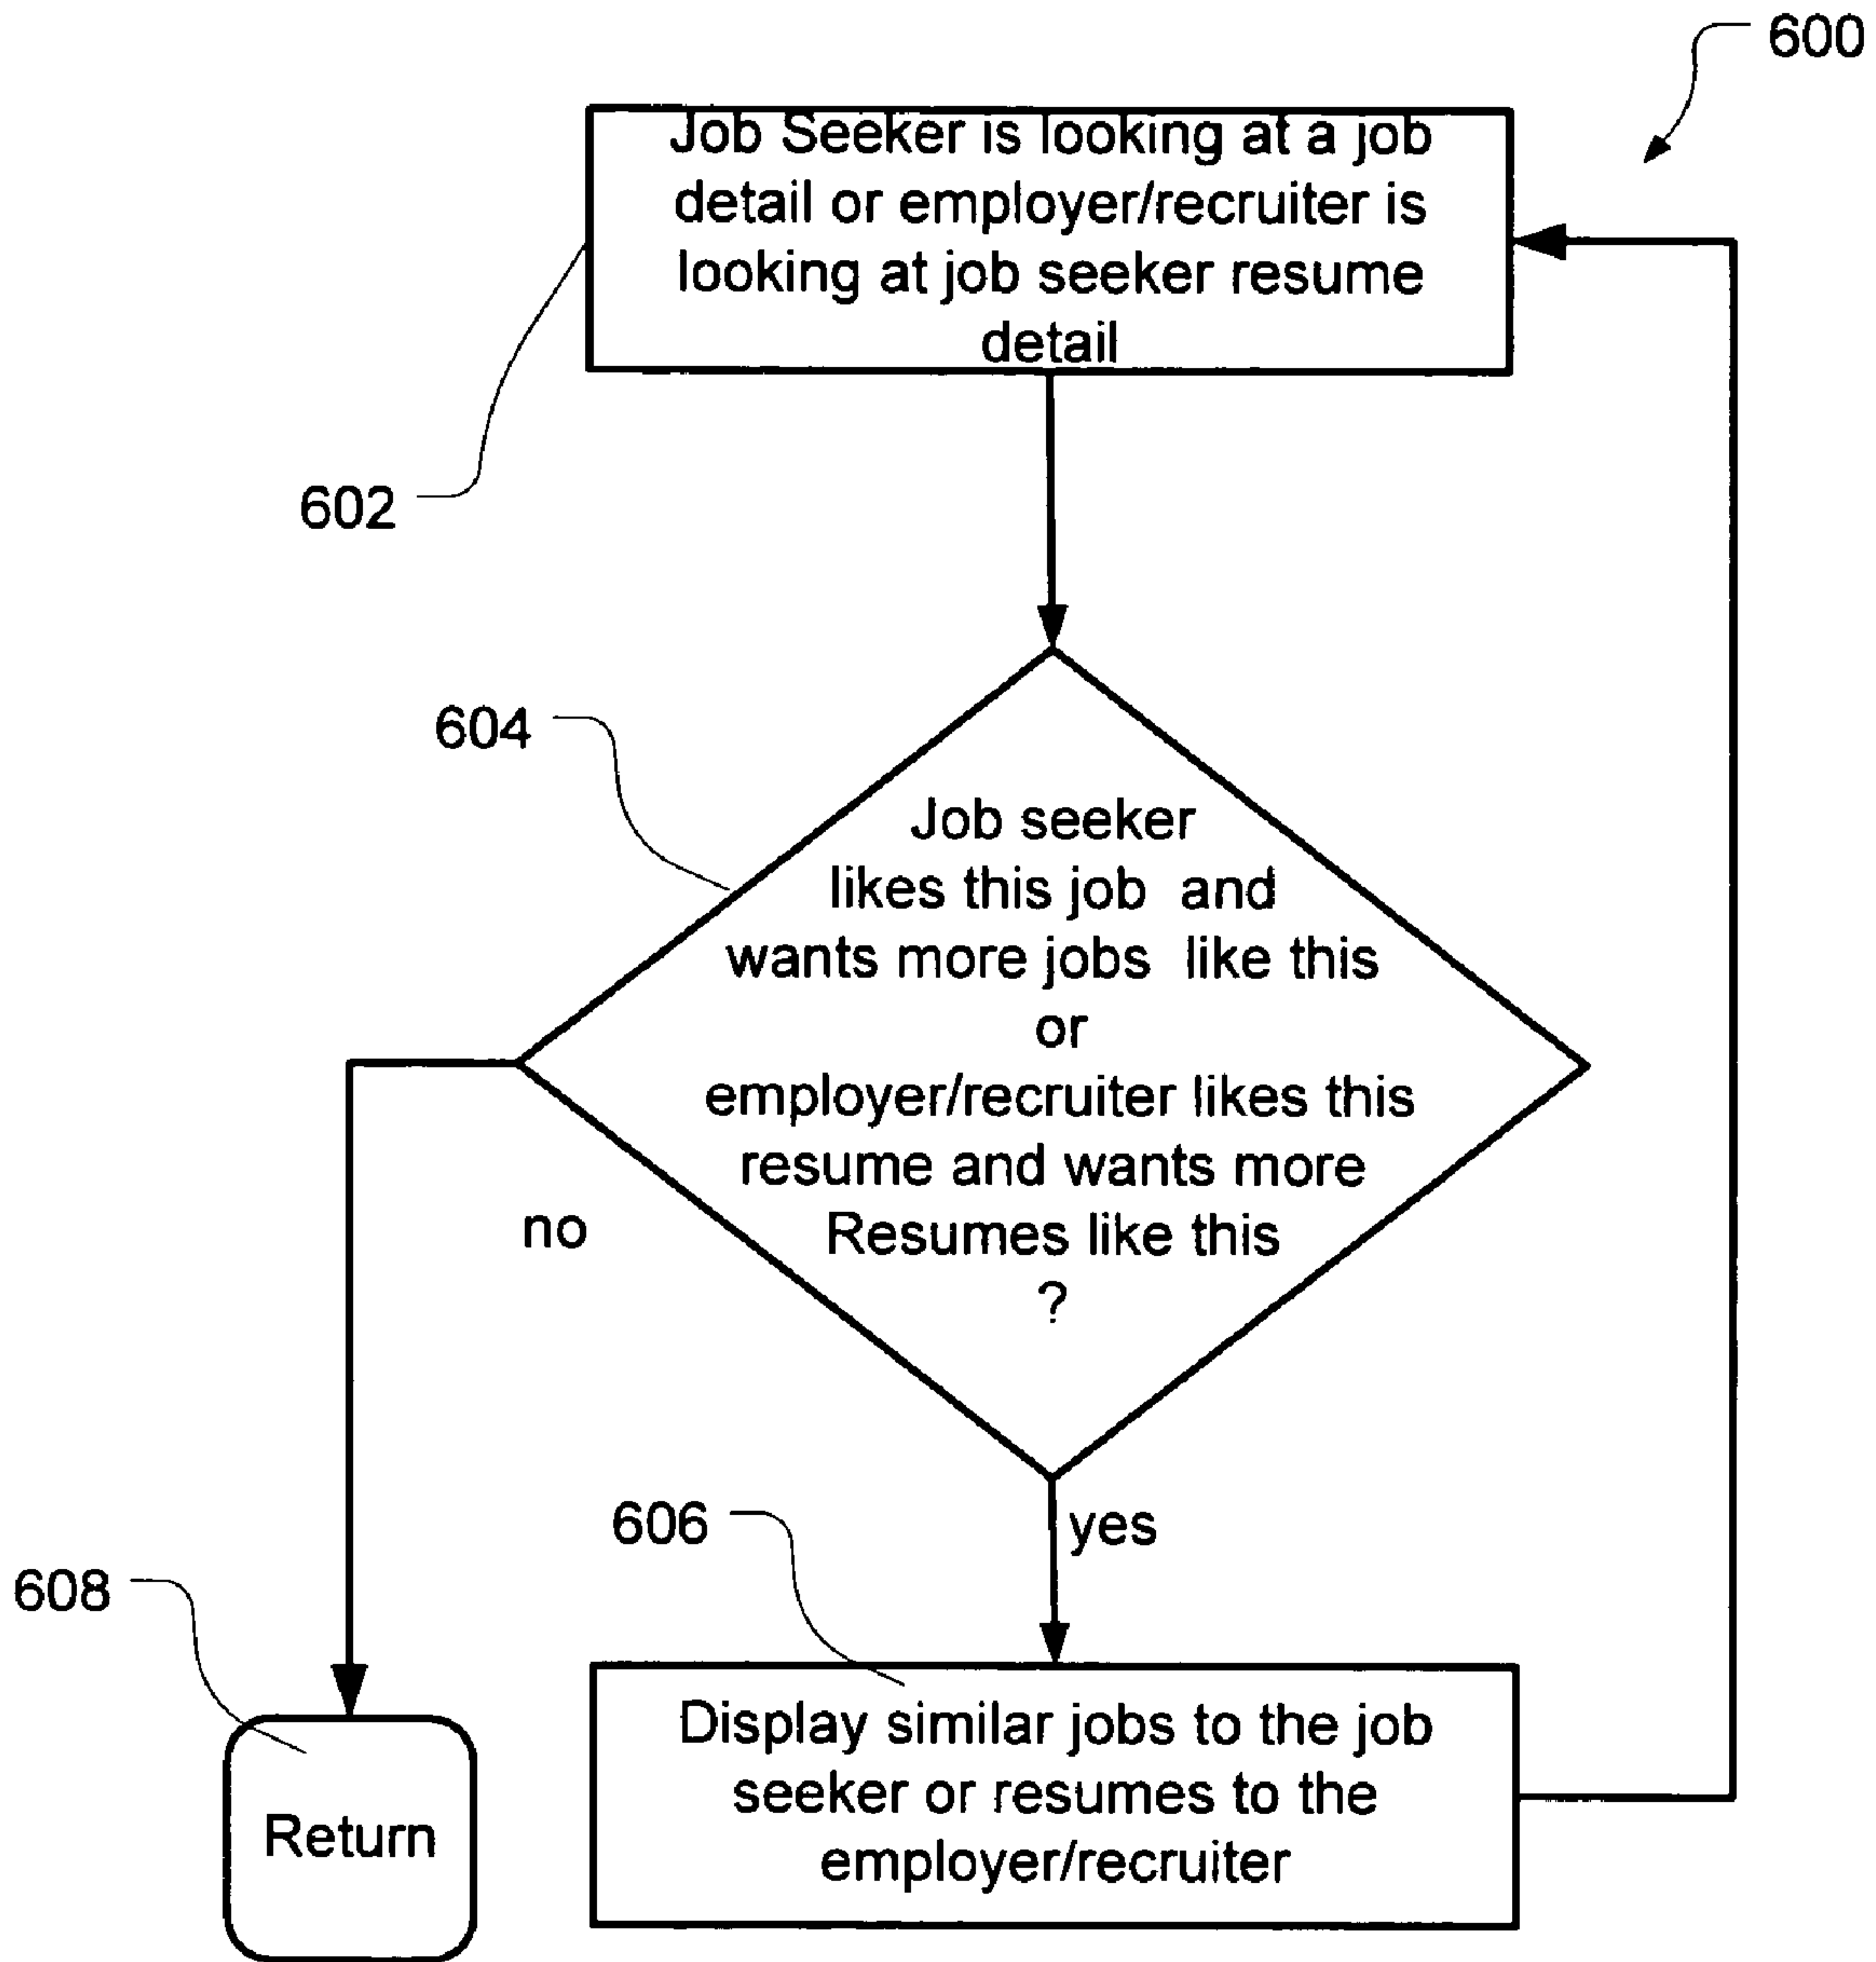 600
Job Seeker is looking at a job
detail or employer/recruiter is
looking at job seeker resume
detail
602
604
Job seeker
likes this job and
wants more jobs like this
or
employer/recruiter likes this
resume and wants more
Resumes like this
?
no
yes
606
608
Display similar jobs to the job
seeker or resumes to the
employer/recruiter
Return